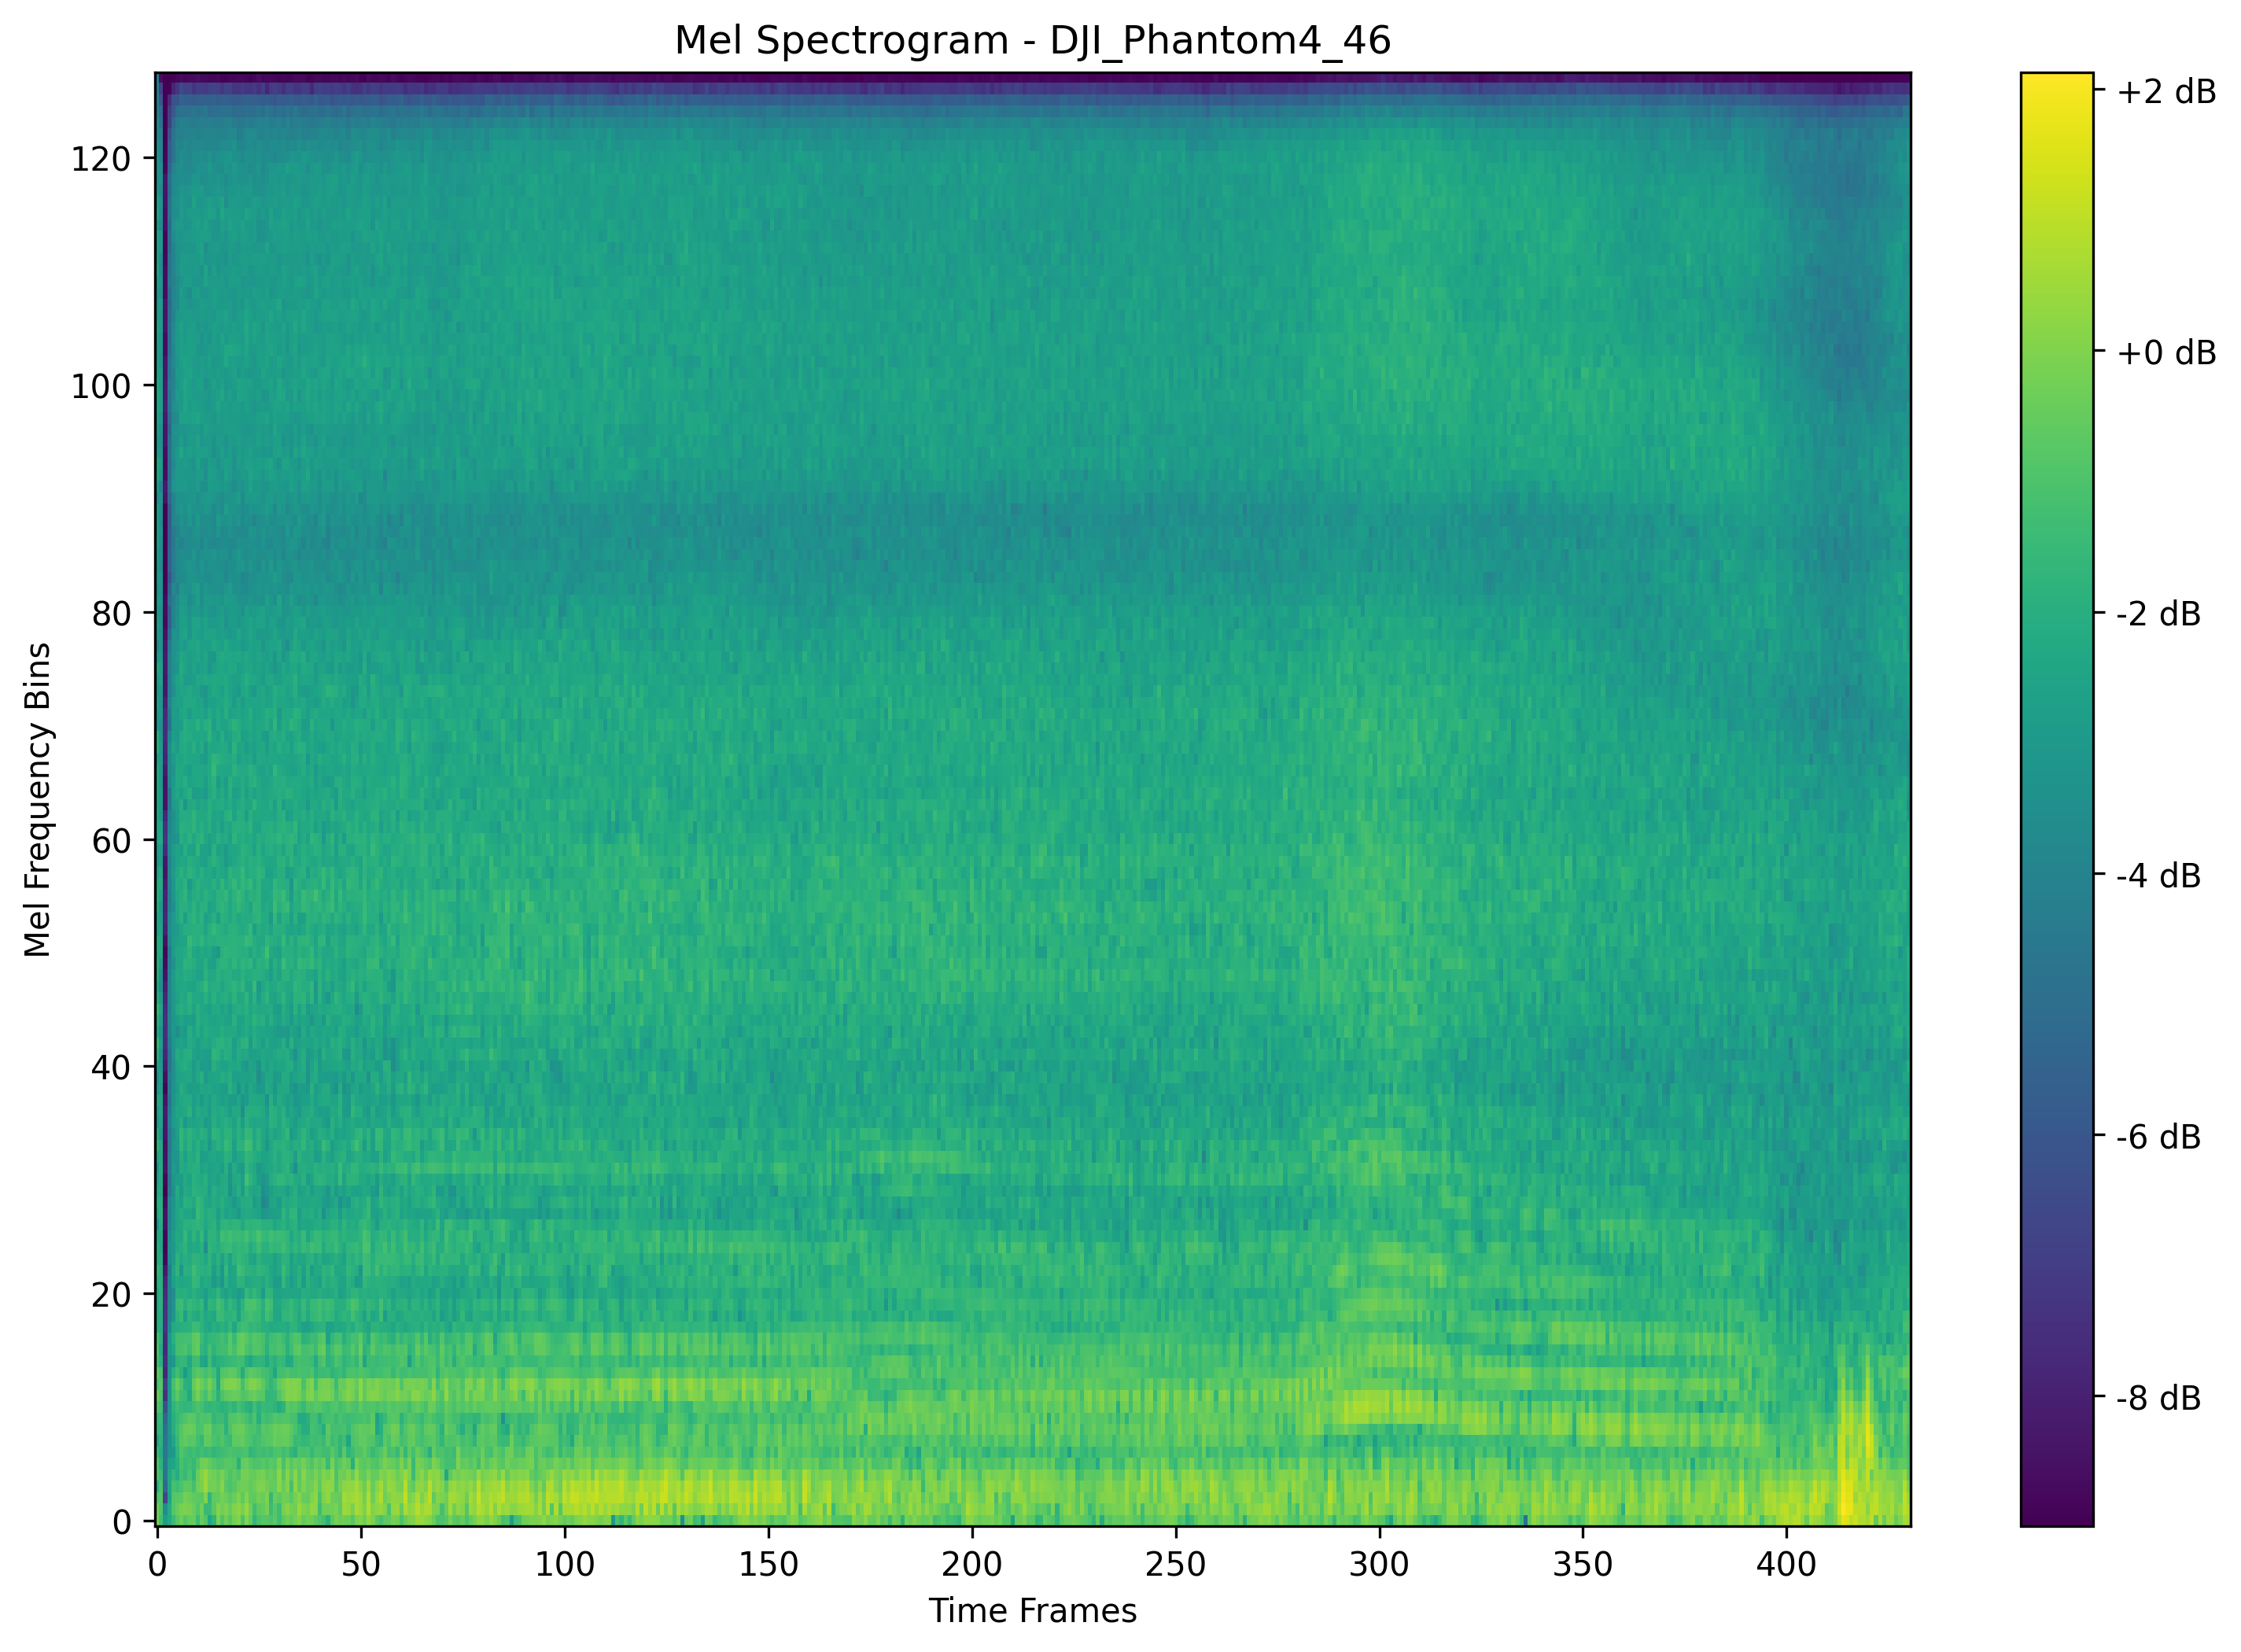 Mel Spectrogram - DJI_Phantom4_46
Mel Frequency Bins
120
100
80
60
40
20
0
0 50 100 150 200 250 300 350 400
Time Frames
+2 dB
+0 dB
-2 dB
-4 dB
-6 dB
-8 dB